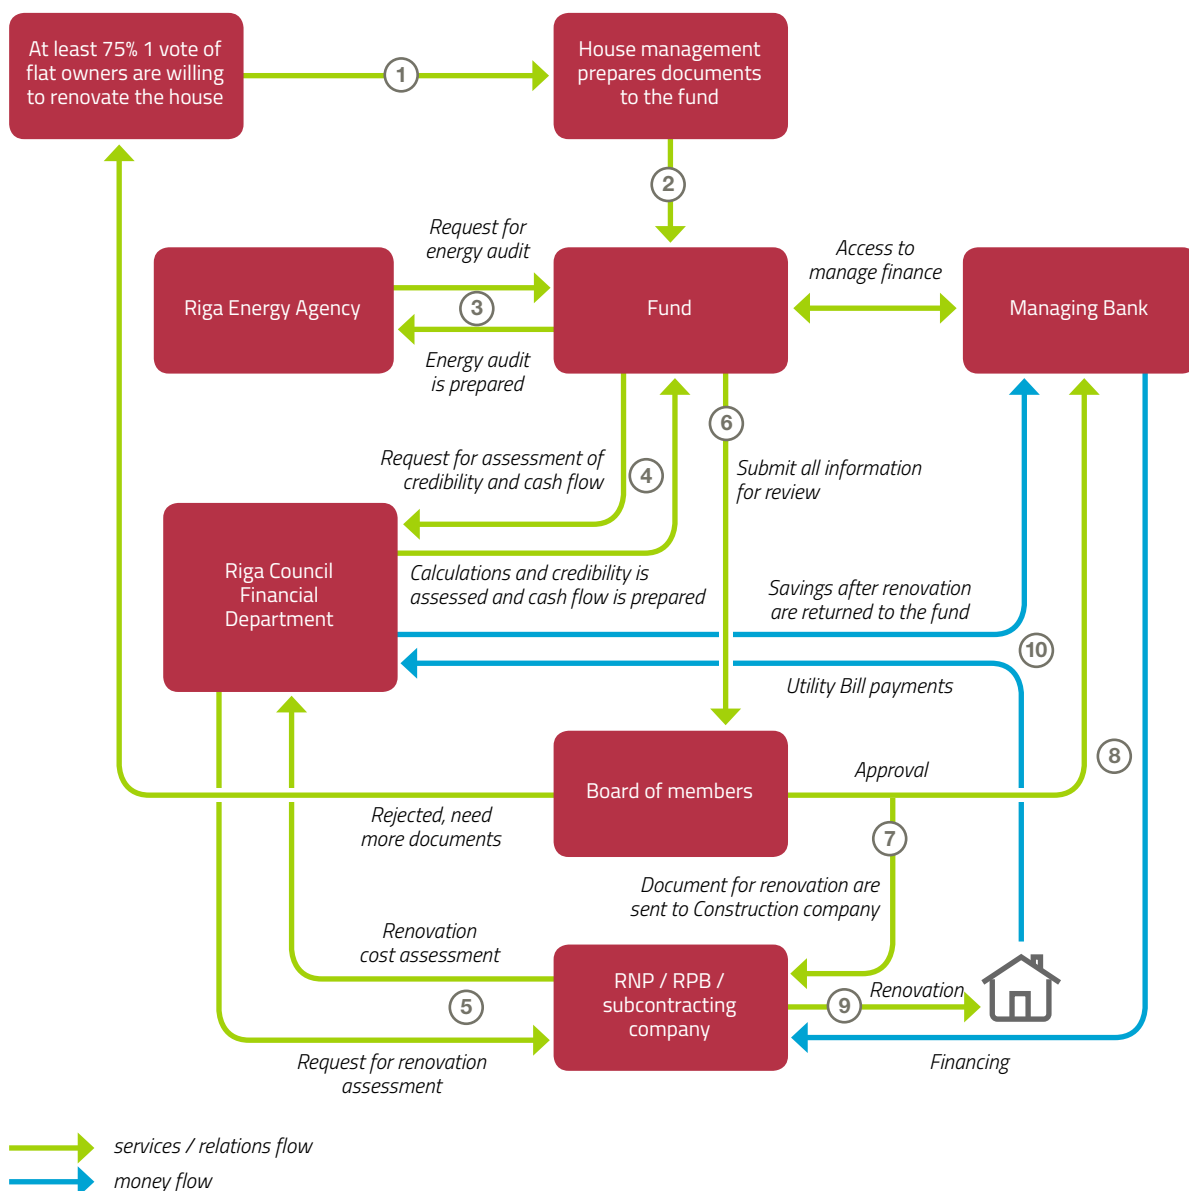 At least 75% 1 vote of
flat owners are willing
to renovate the house
1
House management
prepares documents
to the fund
2
Request for
energy audit
Access to
manage finance
Riga Energy Agency
3
Fund
Managing Bank
Energy audit
is prepared
6
Request for assessment of
credibility and cash flow
4
Submit all information
for review
Riga Council
Financial
Department
Calculations and credibility is
assessed and cash flow is prepared
Savings after renovation
are returned to the fund
10
Utility Bill payments
8
Board of members
Approval
Rejected, need
more documents
7
Document for renovation are
sent to Construction company
Renovation
cost assessment
RNP / RPB /
subcontracting
company
5
9
Renovation
Request for renovation
assessment
Financing
services / relations flow
money flow